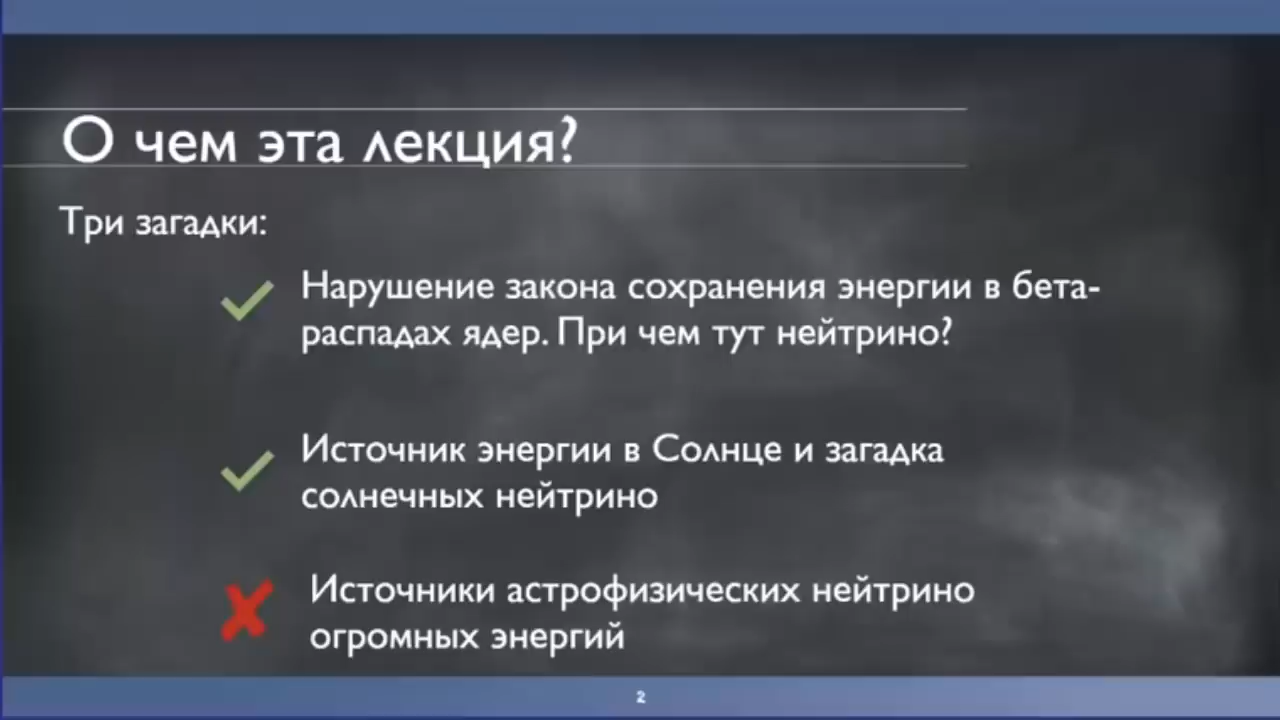 О чем эта лекция?
Три загадки:
Нарушение закона сохранения энергии в бета-
распадах ядер. При чем тут нейтрино?
Источник энергии в Солнце и загадка
солнечных нейтрино
Источники астрофизических нейтрино
огромных энергий
2